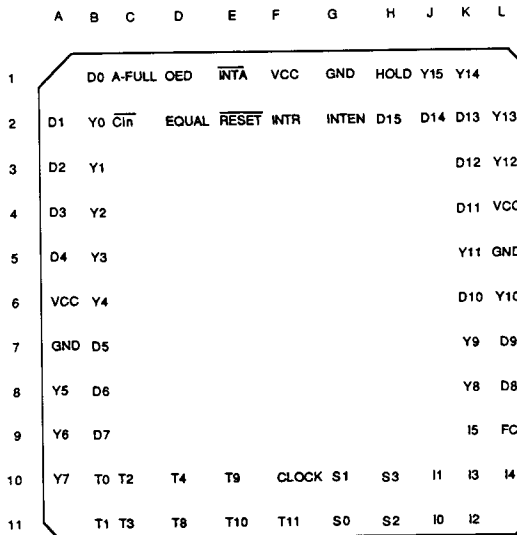 A B C D E F G H J K L
1 D0 A-FULL OED INTA VCC GND HOLD Y15 Y14
2 D1 Y0 Cin EQUAL RESET INTR INTEN D15 D14 D13 Y13
3 D2 Y1 D12 Y12
4 D3 Y2 D11 VCC
5 D4 Y3 Y11 GND
6 VCC Y4 D10 Y10
7 GND D5 Y9 D9
8 Y5 D6 Y8 D8
9 Y6 D7 I5 FC
10 Y7 T0 T2 T4 T9 CLOCK S1 S3 I1 I3 I4
11 T1 T3 T8 T10 T11 S0 S2 I0 I2